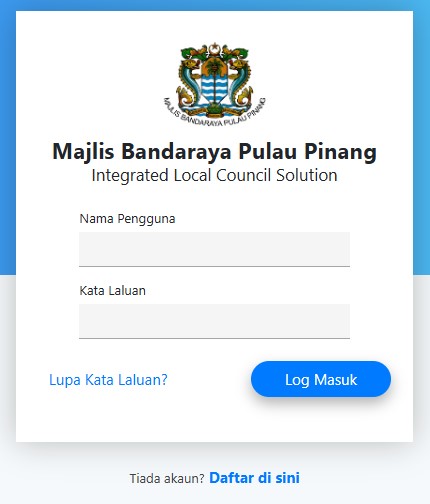 MAJLIS BANDARAYA PULAU PINANG
Majlis Bandaraya Pulau Pinang
Integrated Local Council Solution
Nama Pengguna
Kata Laluan
Lupa Kata Laluan?
Log Masuk
Tiada akaun? Daftar di sini